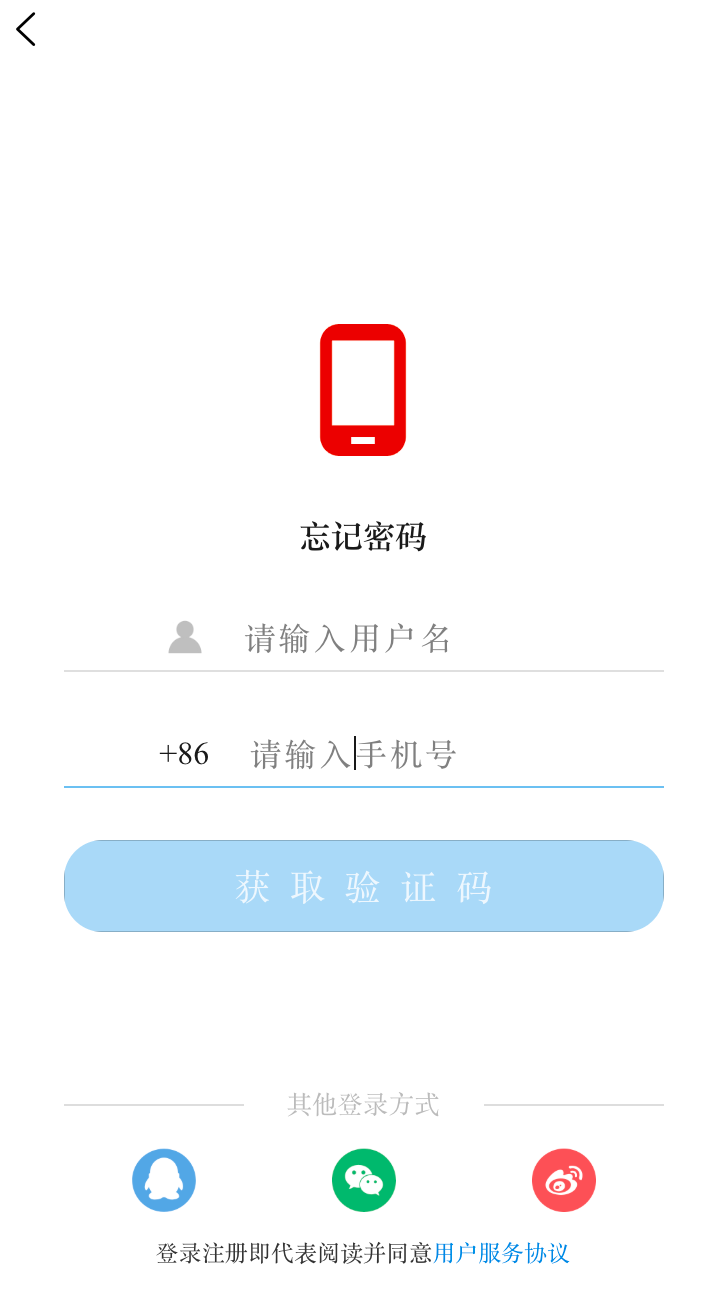 忘记密码
请输入用户名
+86 请输入手机号
获取验证码
其他登录方式
登录注册即代表阅读并同意用户服务协议